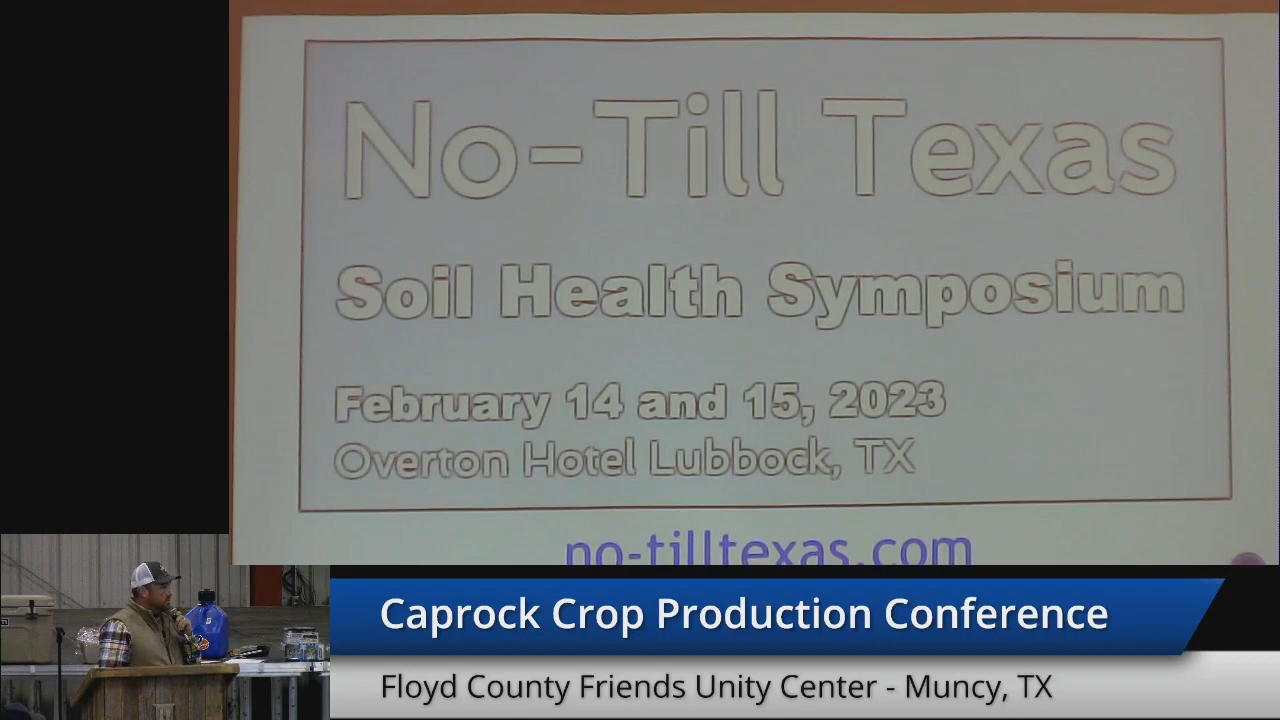 No-Till Texas
Soil Health Symposium
February 14 and 15, 2023
Overton Hotel Lubbock, TX
no-tilltexas.com
Caprock Crop Production Conference
Floyd County Friends Unity Center - Muncy, TX